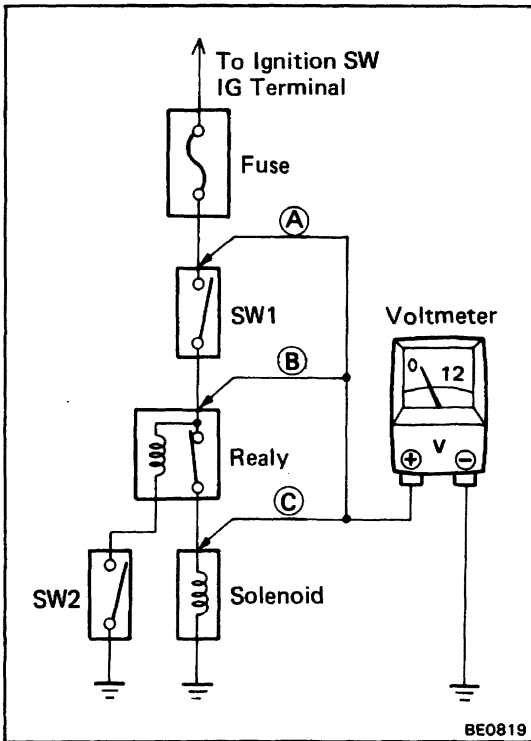 To Ignition SW
IG Terminal
Fuse
A
SW1
Voltmeter
B
0 12
Realy
V
+ −
C
SW2
Solenoid
BE0819